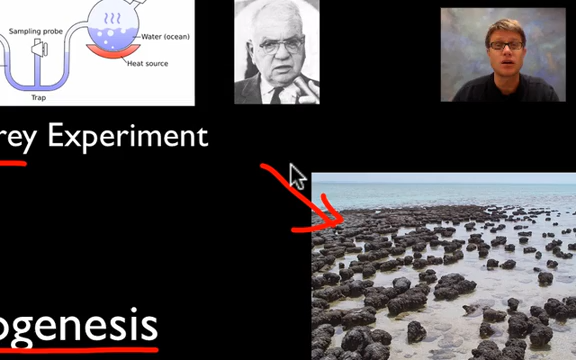 Sampling probe
Water (ocean)
Heat source
Trap
rey Experiment
ogenesis